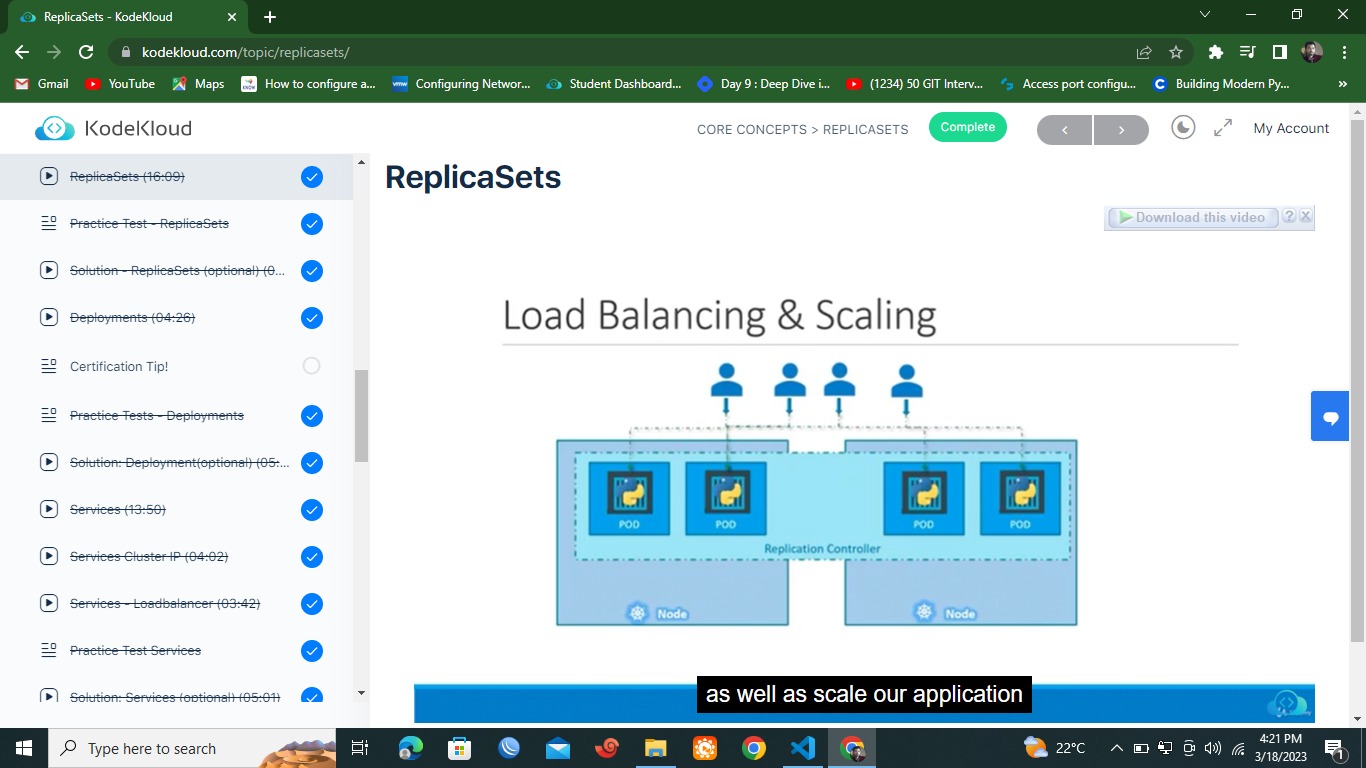 ReplicaSets - KodeKloud
kodekloud.com/topic/replicasets/
Gmail
YouTube
Maps
How to configure a...
Configuring Networ...
Student Dashboard...
Day 9 : Deep Dive i...
(1234) 50 GIT Interv...
Access port configu...
Building Modern Py...
»
KodeKloud
CORE CONCEPTS > REPLICASETS
Complete
My Account
ReplicaSets (16:09)
Practice Test - ReplicaSets
Solution - ReplicaSets (optional) (0...
Deployments (04:26)
Certification Tip!
Practice Tests - Deployments
Solution: Deployment(optional) (05:...
Services (13:50)
Services Cluster IP (04:02)
Services - Loadbalancer (03:42)
Practice Test Services
Solution: Services (optional) (05:01)
ReplicaSets
Download this video
?
Load Balancing & Scaling
POD
POD
POD
POD
Replication Controller
Node
Node
as well as scale our application
Type here to search
22°C
4:21 PM
3/18/2023
1